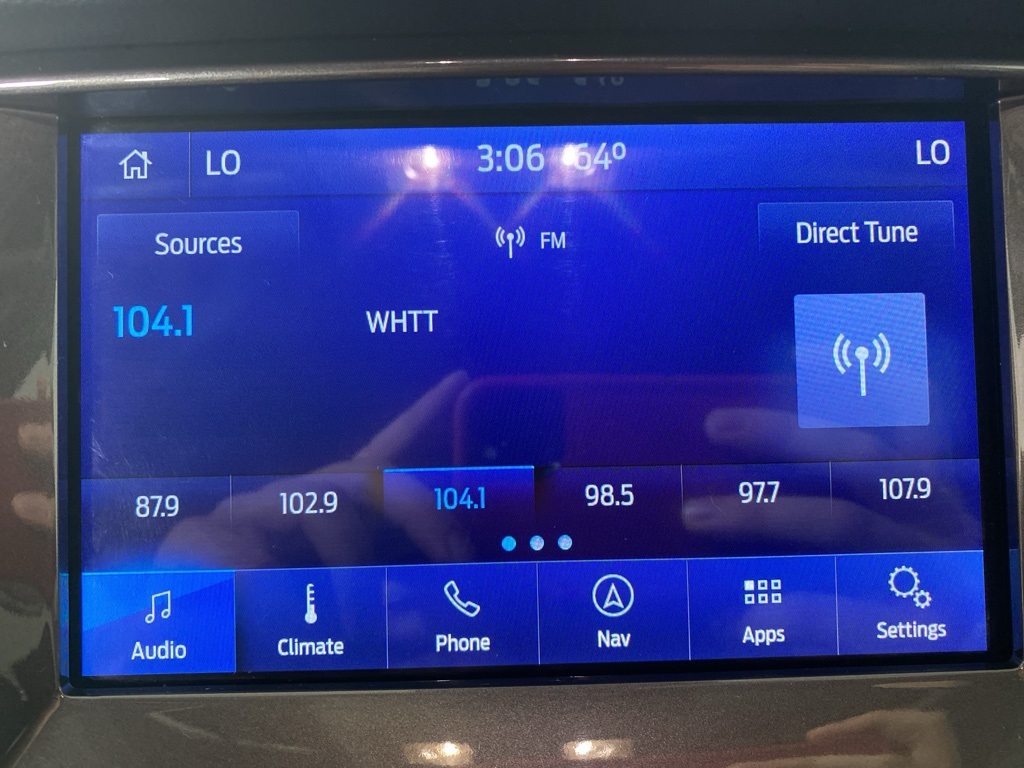 LO 3:06 64° LO
Sources FM Direct Tune
104.1 WHTT
87.9 102.9 104.1 98.5 97.7 107.9
Audio Climate Phone Nav Apps Settings